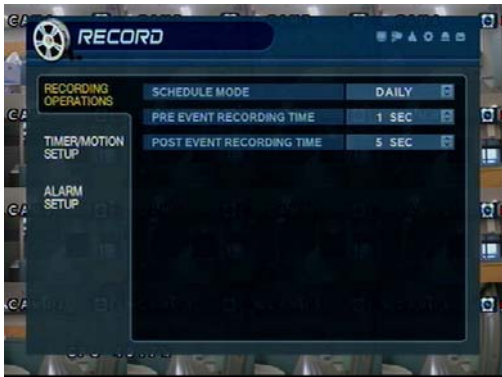 RECORD
RECORDING
OPERATIONS
SCHEDULE MODE DAILY
PRE EVENT RECORDING TIME 1 SEC
POST EVENT RECORDING TIME 5 SEC
TIMER/MOTION
SETUP
ALARM
SETUP